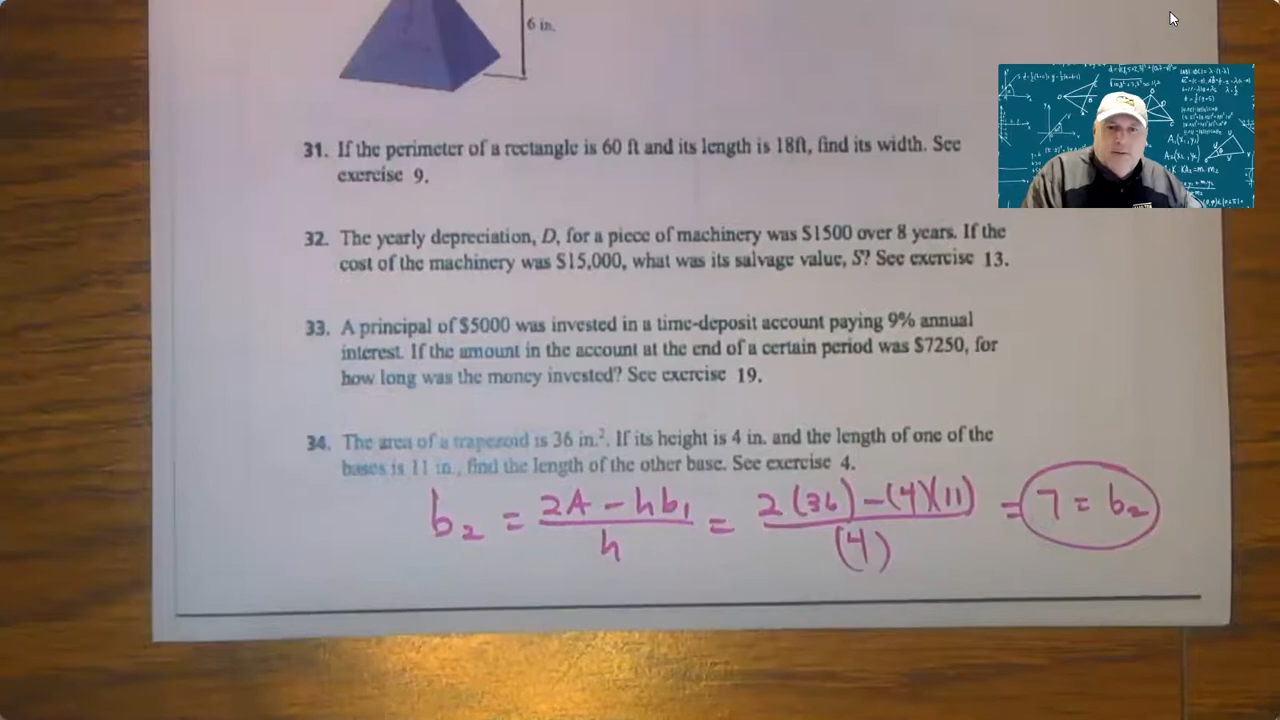 6 in.
31. If the perimeter of a rectangle is 60 ft and its length is 18ft, find its width. See
exercise 9.
32. The yearly depreciation, D, for a piece of machinery was $1500 over 8 years. If the
cost of the machinery was $15,000, what was its salvage value, S? See exercise 13.
33. A principal of $5000 was invested in a time-deposit account paying 9% annual
interest. If the amount in the account at the end of a certain period was $7250, for
how long was the money invested? See exercise 19.
34. The area of a trapezoid is 36 in.². If its height is 4 in. and the length of one of the
bases is 11 in., find the length of the other base. See exercise 4.
b₂ = (2A - hb₁)/h = (2(36) - (4)(11))/(4) = 7 = b₂